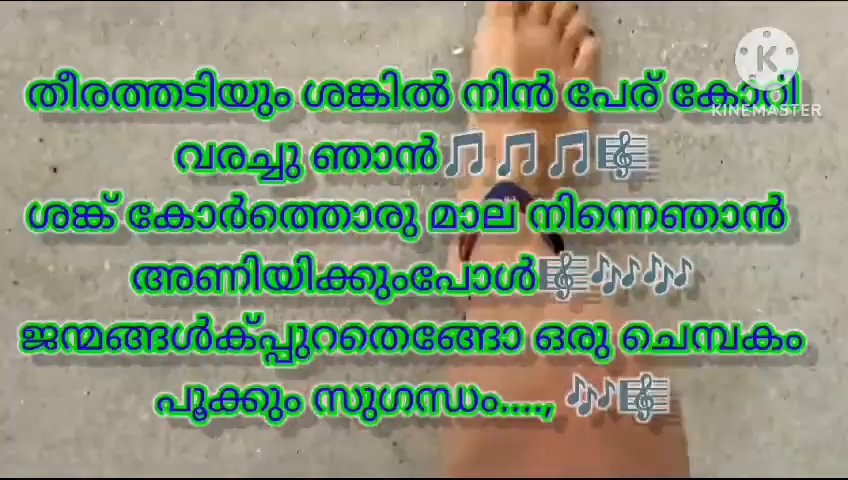 തീരത്തടിയും ശങ്കിൽ നിൻ പേര് കോറി
വരച്ചു ഞാൻ
ശങ്ക് കോർത്തൊരു മാല നിന്നെഞാൻ
അണിയിക്കുംപോൾ
ജന്മങ്ങൾക്പ്പുറതെങ്ങോ ഒരു ചെമ്പകം
പൂക്കും സുഗന്ധം....,
KINEMASTER